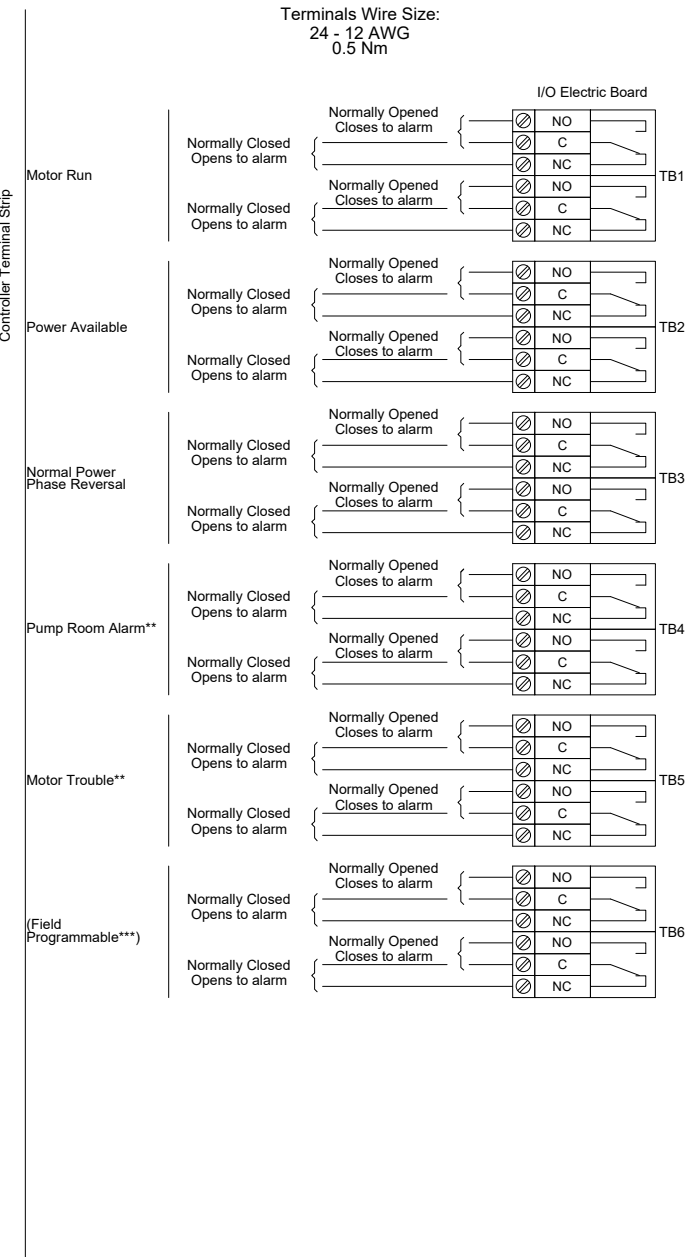 Terminals Wire Size:
24 - 12 AWG
0.5 Nm
I/O Electric Board
Controller Terminal Strip
Motor Run
Normally Opened
Closes to alarm
Normally Closed
Opens to alarm
Normally Opened
Closes to alarm
Normally Closed
Opens to alarm
NO
C
NC
NO
C
NC
TB1
Power Available
Normally Opened
Closes to alarm
Normally Closed
Opens to alarm
Normally Opened
Closes to alarm
Normally Closed
Opens to alarm
NO
C
NC
NO
C
NC
TB2
Normal Power
Phase Reversal
Normally Opened
Closes to alarm
Normally Closed
Opens to alarm
Normally Opened
Closes to alarm
Normally Closed
Opens to alarm
NO
C
NC
NO
C
NC
TB3
Pump Room Alarm**
Normally Opened
Closes to alarm
Normally Closed
Opens to alarm
Normally Opened
Closes to alarm
Normally Closed
Opens to alarm
NO
C
NC
NO
C
NC
TB4
Motor Trouble**
Normally Opened
Closes to alarm
Normally Closed
Opens to alarm
Normally Opened
Closes to alarm
Normally Closed
Opens to alarm
NO
C
NC
NO
C
NC
TB5
(Field
Programmable***)
Normally Opened
Closes to alarm
Normally Closed
Opens to alarm
Normally Opened
Closes to alarm
Normally Closed
Opens to alarm
NO
C
NC
NO
C
NC
TB6